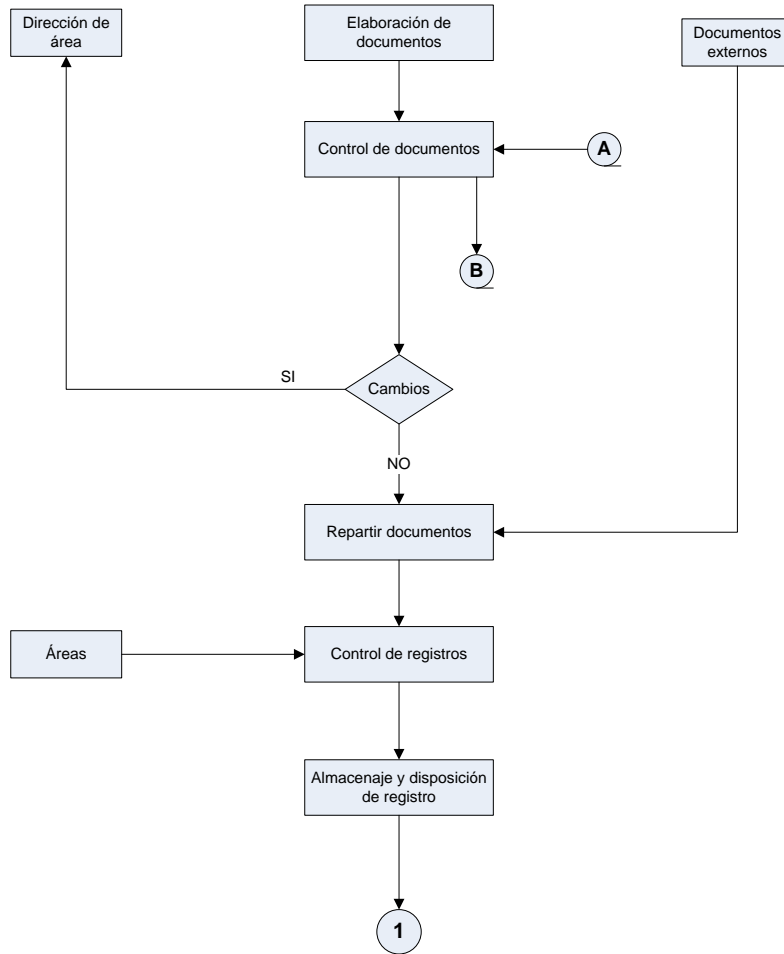 Dirección de
área
Elaboración de
documentos
Documentos
externos
Control de documentos
A
B
SI
Cambios
NO
Repartir documentos
Áreas
Control de registros
Almacenaje y disposición
de registro
1